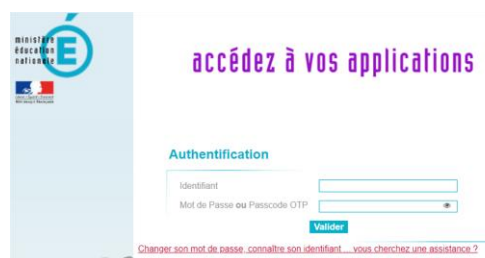 ministère
éducation
nationale
É
accédez à vos applications
Authentification
Identifiant
Mot de Passe ou Passcode OTP
Valider
Changer son mot de passe, connaître son identifiant ... vous cherchez une assistance ?